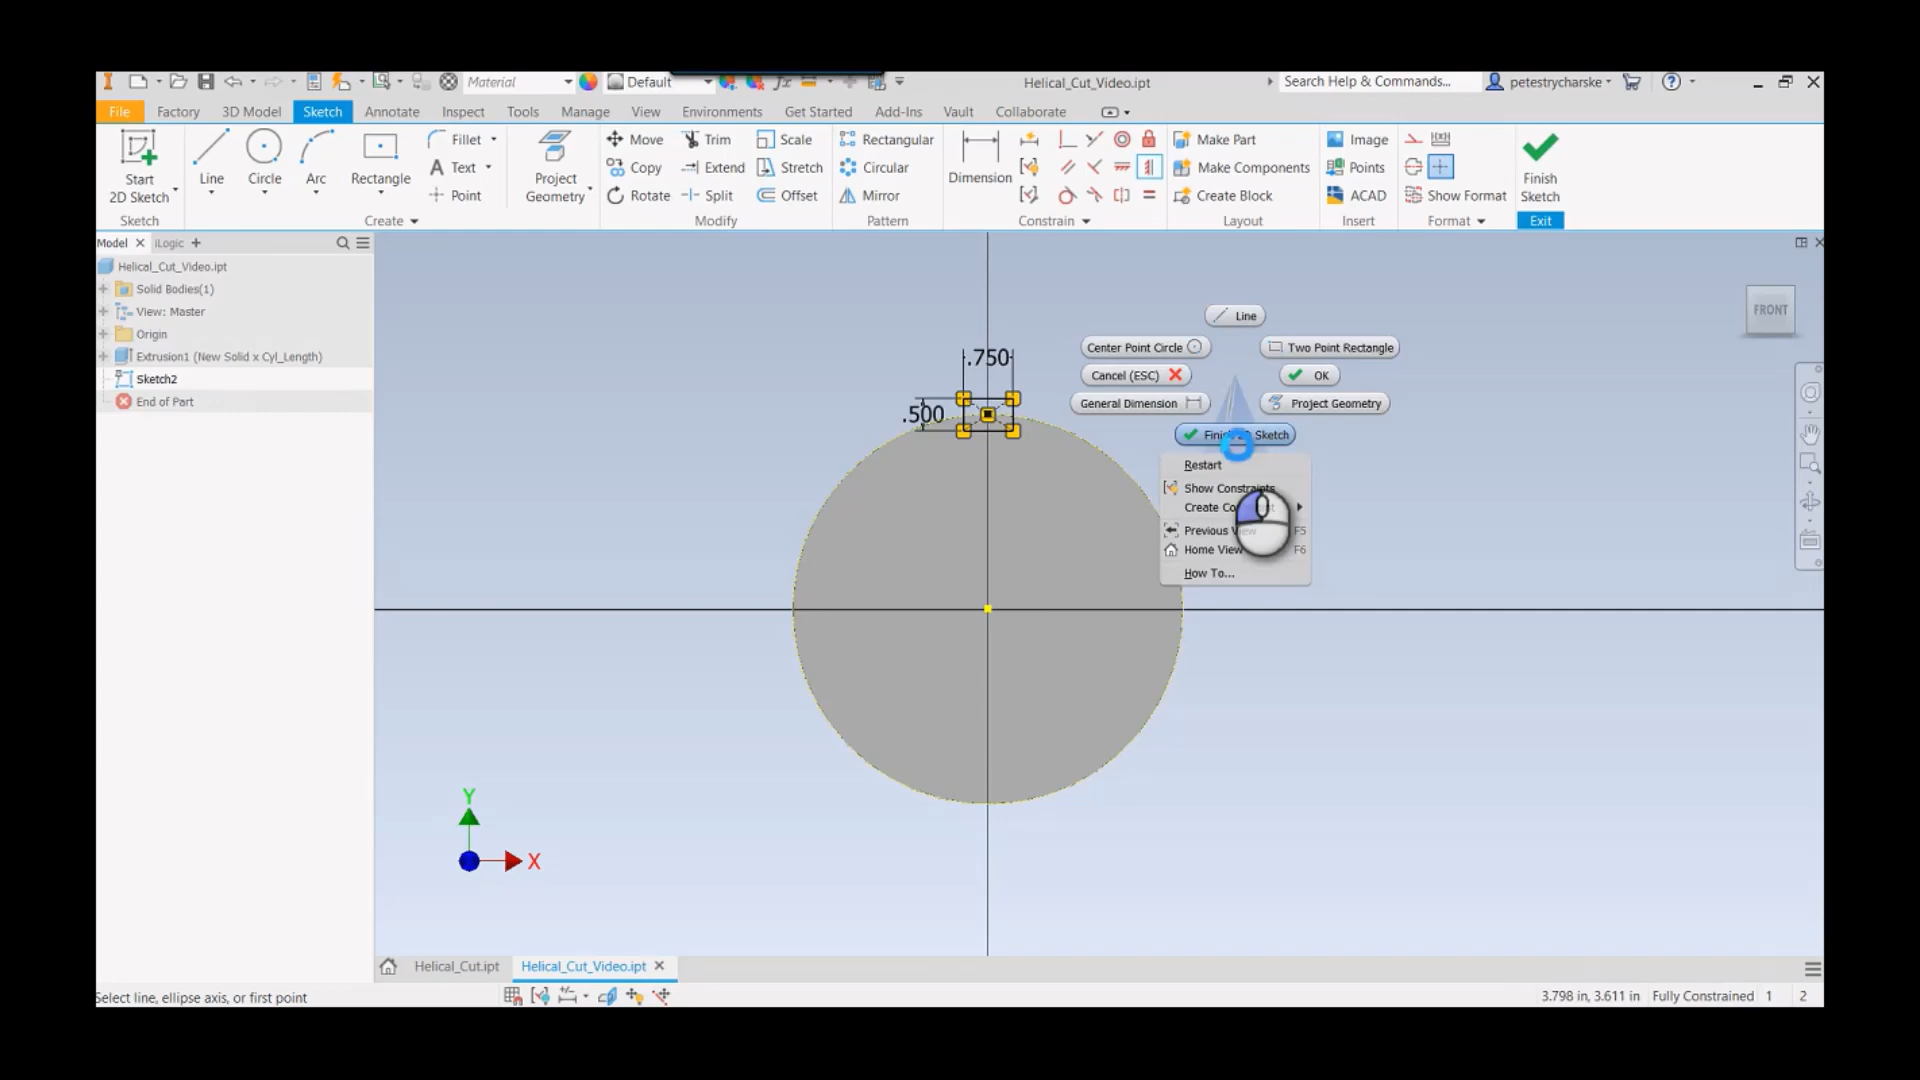 Material
Default
Helical_Cut_Video.ipt
Search Help & Commands...
petestrycharske
File
Factory
3D Model
Sketch
Annotate
Inspect
Tools
Manage
View
Environments
Get Started
Add-Ins
Vault
Collaborate
Start
2D Sketch
Line
Circle
Arc
Rectangle
Fillet
Text
Point
Project
Geometry
Move
Copy
Rotate
Trim
Extend
Split
Scale
Stretch
Offset
Rectangular
Circular
Mirror
Dimension
Make Part
Make Components
Create Block
Image
Points
ACAD
Show Format
Finish
Sketch
Sketch
Create
Modify
Pattern
Constrain
Layout
Insert
Format
Exit
Model
iLogic
Helical_Cut_Video.ipt
Solid Bodies(1)
View: Master
Origin
Extrusion1 (New Solid x Cyl_Length)
Sketch2
End of Part
FRONT
Line
Center Point Circle
Two Point Rectangle
Cancel (ESC)
OK
General Dimension
Project Geometry
Sketch
Restart
Show Constraints
Previous
F5
Home View
F6
How To...
.750
.500
Y
X
Helical_Cut.ipt
Helical_Cut_Video.ipt
Select line, ellipse axis, or first point
3.798 in, 3.611 in
Fully Constrained
1
2